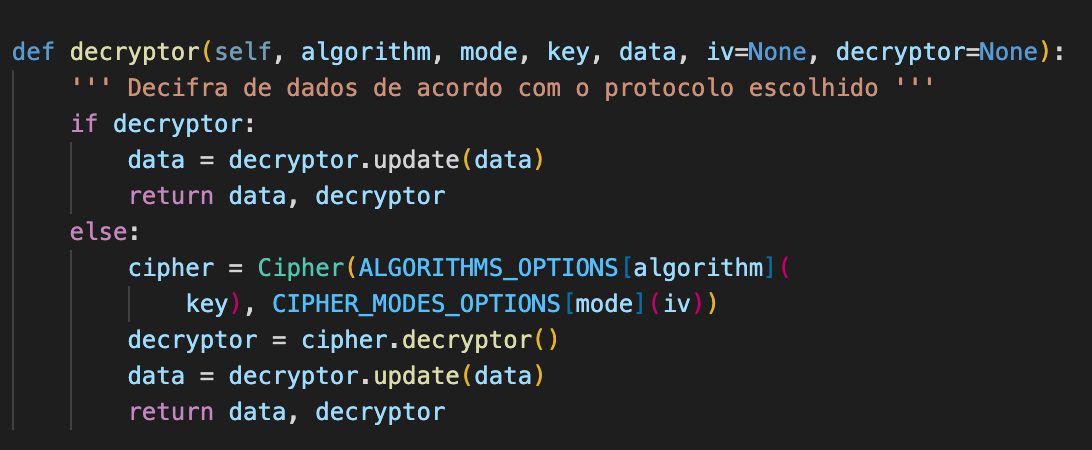 def decryptor(self, algorithm, mode, key, data, iv=None, decryptor=None):
    ''' Decifra de dados de acordo com o protocolo escolhido '''
    if decryptor:
        data = decryptor.update(data)
        return data, decryptor
    else:
        cipher = Cipher(ALGORITHMS_OPTIONS[algorithm](
            key), CIPHER_MODES_OPTIONS[mode](iv))
        decryptor = cipher.decryptor()
        data = decryptor.update(data)
        return data, decryptor